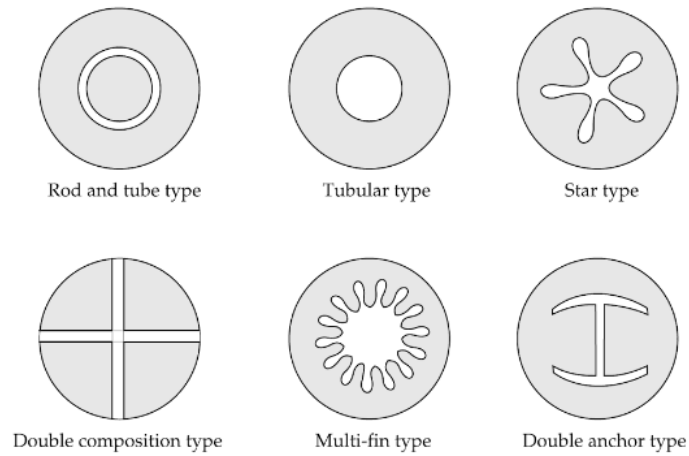 Rod and tube type
Tubular type
Star type
Double composition type
Multi-fin type
Double anchor type